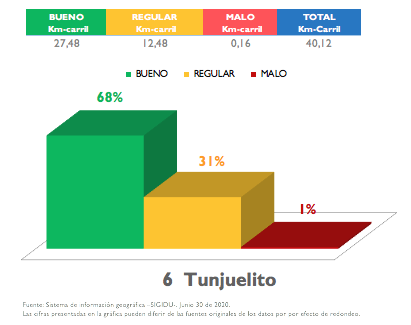 BUENO REGULAR MALO TOTAL
Km-carril Km-carril Km-carril Km-Carril
27,48 12,48 0,16 40,12
BUENO REGULAR MALO
68%
31%
1%
6 Tunjuelito
Fuente: Sistema de información geográfica -SIGIDU-. Junio 30 de 2020.
Las cifras presentadas en la gráfica pueden diferir de las fuentes originales de los datos por por efecto de redondeo.